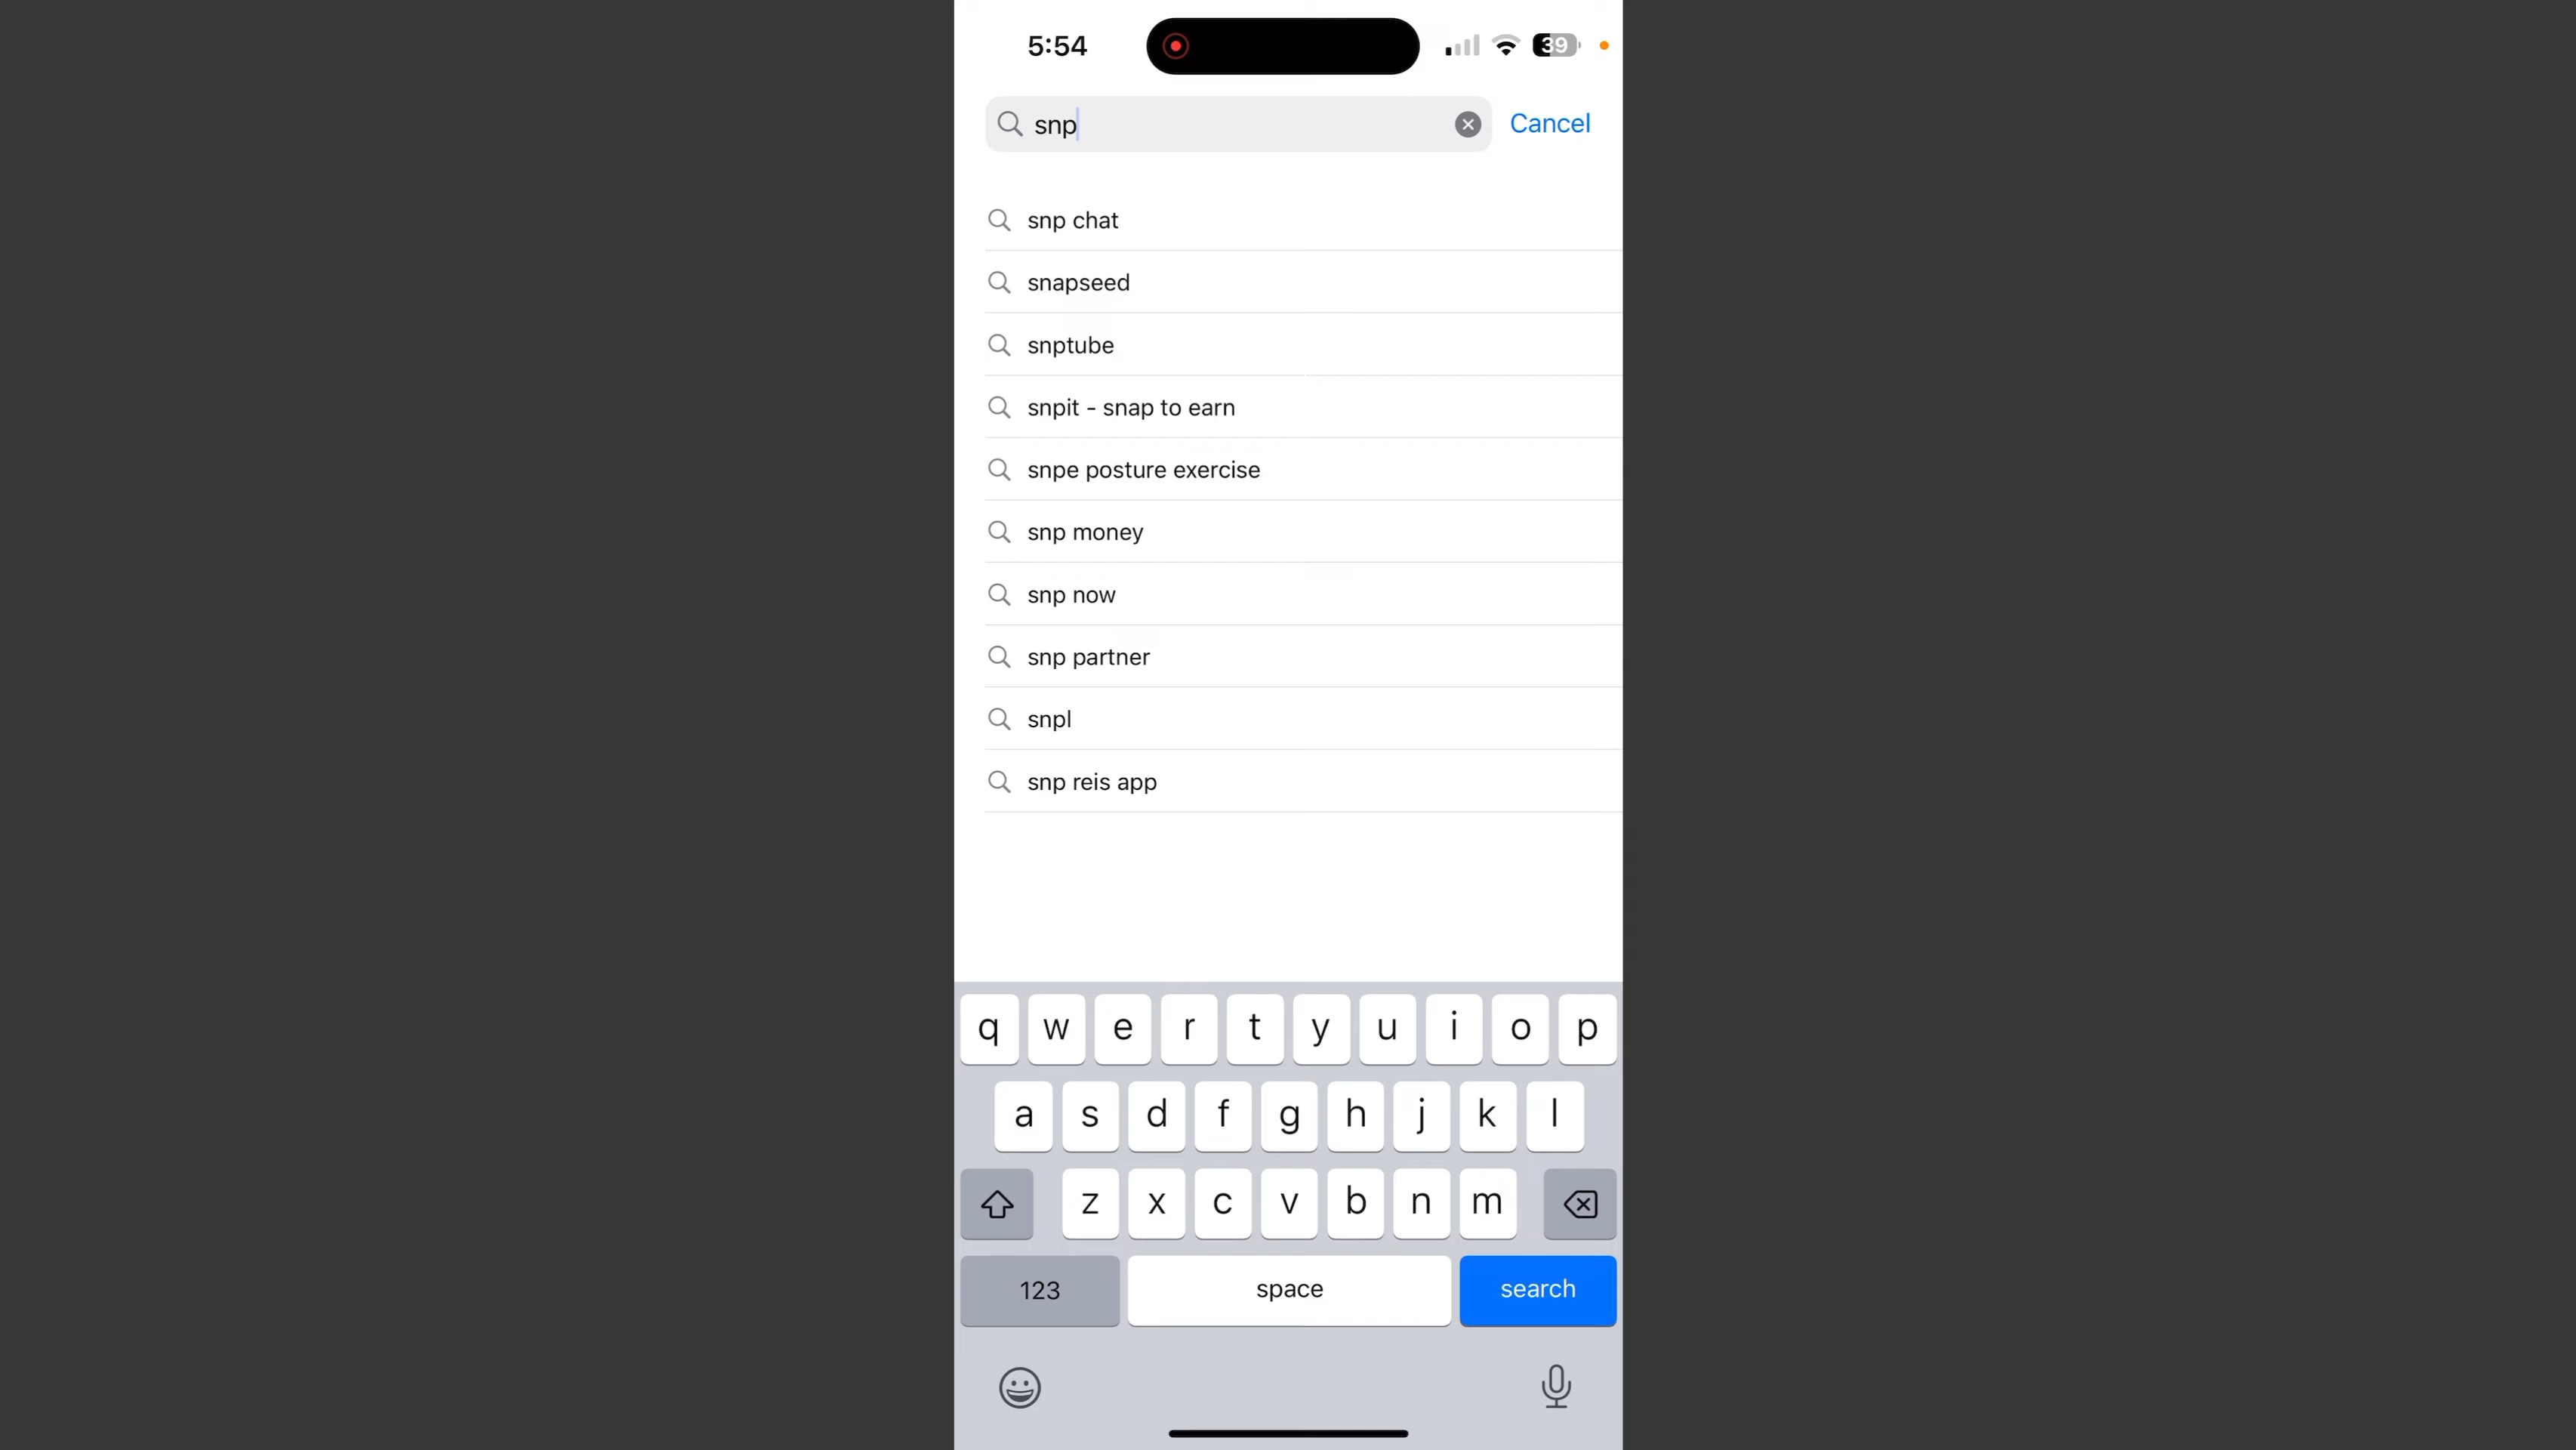 5:54
39
snp
Cancel
snp chat
snapseed
snptube
snpit - snap to earn
snpe posture exercise
snp money
snp now
snp partner
snpl
snp reis app
q w e r t y u i o p
a s d f g h j k l
z x c v b n m
123 space search